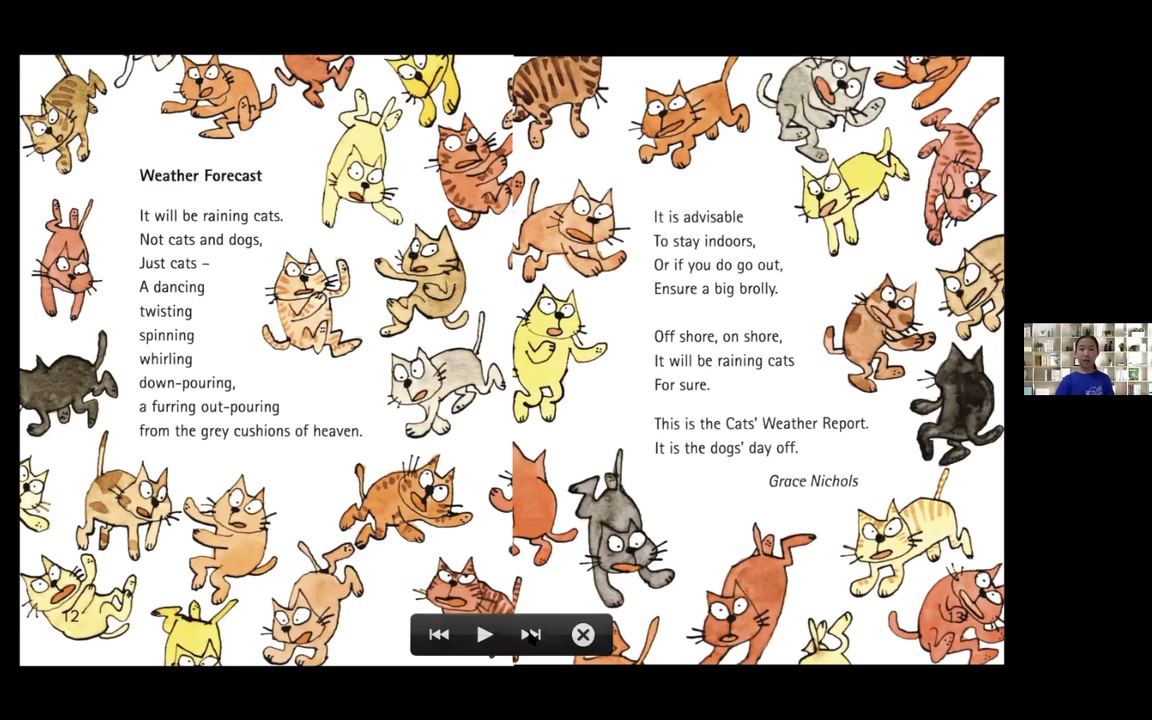 Weather Forecast
It will be raining cats.
Not cats and dogs,
Just cats –
A dancing
twisting
spinning
whirling
down-pouring,
a furring out-pouring
from the grey cushions of heaven.
12
It is advisable
To stay indoors,
Or if you do go out,
Ensure a big brolly.
Off shore, on shore,
It will be raining cats
For sure.
This is the Cats' Weather Report.
It is the dogs' day off.
Grace Nichols
13